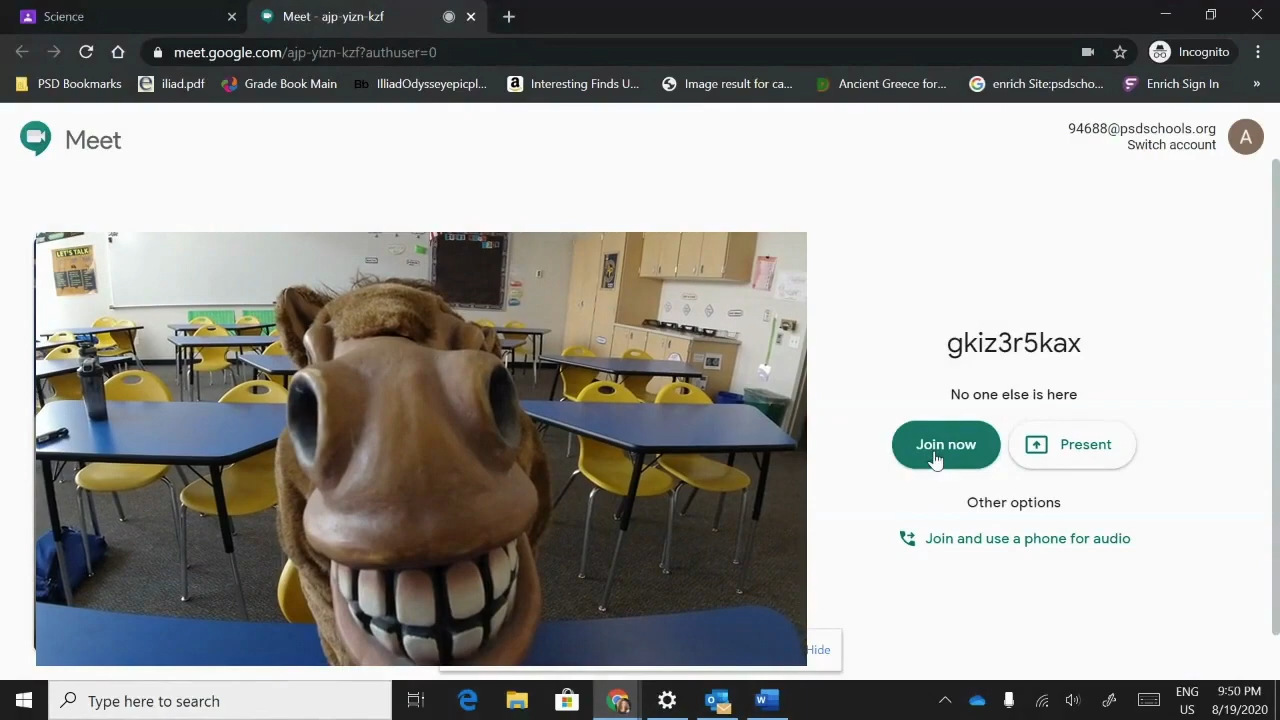 Science
Meet - ajp-yizn-kzf
meet.google.com/ajp-yizn-kzf?authuser=0
Incognito
PSD Bookmarks
iliad.pdf
Grade Book Main
Bb IlliadOdysseyepicpl...
a Interesting Finds U...
Image result for ca...
Ancient Greece for...
enrich Site:psdscho...
Enrich Sign In
»
Meet
94688@psdschools.org
Switch account
A
LET'S TALK
gkiz3r5kax
No one else is here
Join now
Present
Other options
Join and use a phone for audio
Hide
Type here to search
ENG
US
9:50 PM
8/19/2020